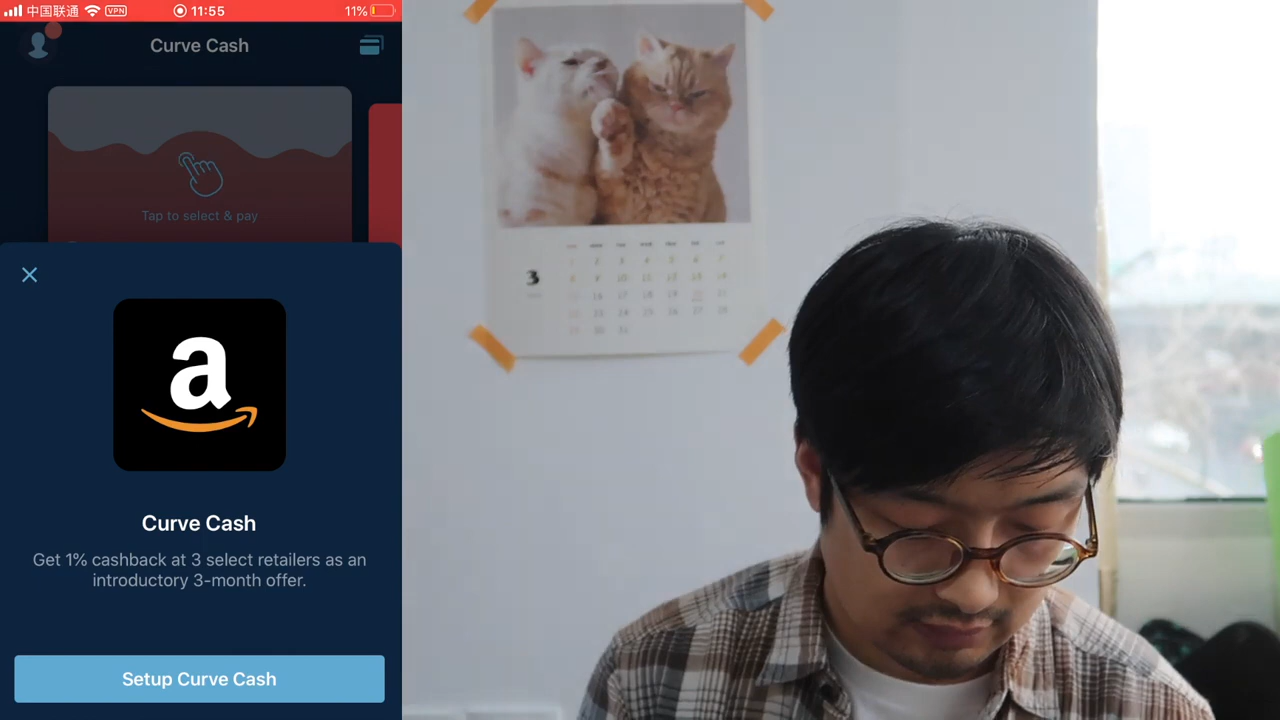 中国联通 VPN 11:55 11%
Curve Cash
Tap to select & pay
a
Curve Cash
Get 1% cashback at 3 select retailers as an
introductory 3-month offer.
Setup Curve Cash
3